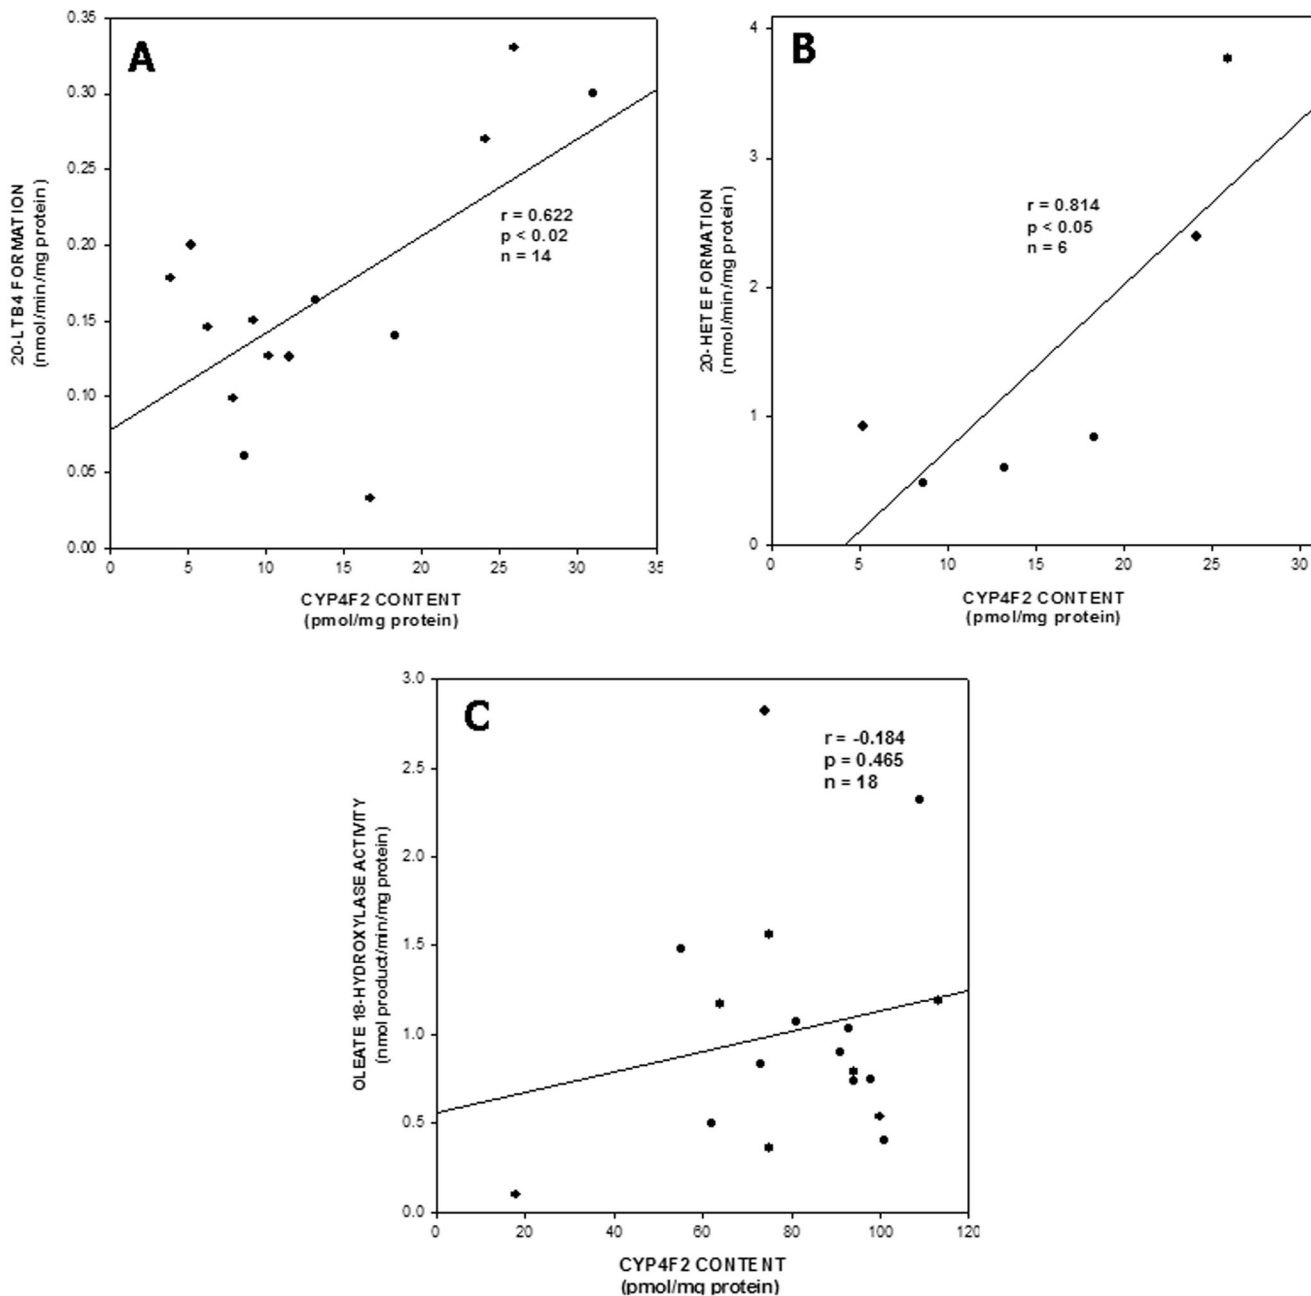 A
0.35
0.30
0.25
0.20
0.15
0.10
0.05
0.00
20-LTB4 FORMATION
(nmol/min/mg protein )
r = 0.622
p < 0.02
n = 14
0 5 10 15 20 25 30 35
CYP4F2 CONTENT
(pmol/mg protein)
B
4
3
2
1
0
20-HETE FORMATION
(nmol/min/mg protein)
r = 0.814
p < 0.05
n = 6
0 5 10 15 20 25 30
CYP4F2 CONTENT
(pmol/mg protein)
C
3.0
2.5
2.0
1.5
1.0
0.5
0.0
OLEATE 18-HYDROXYLASE ACTIVITY
(nmol product/min/mg protein)
r = -0.184
p = 0.465
n = 18
0 20 40 60 80 100 120
CYP4F2 CONTENT
(pmol/mg protein)